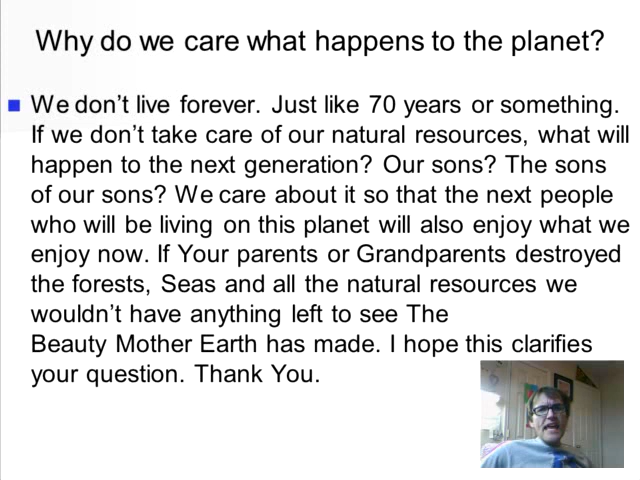 Why do we care what happens to the planet?
We don't live forever. Just like 70 years or something.
If we don't take care of our natural resources, what will
happen to the next generation? Our sons? The sons
of our sons? We care about it so that the next people
who will be living on this planet will also enjoy what we
enjoy now. If Your parents or Grandparents destroyed
the forests, Seas and all the natural resources we
wouldn't have anything left to see The
Beauty Mother Earth has made. I hope this clarifies
your question. Thank You.